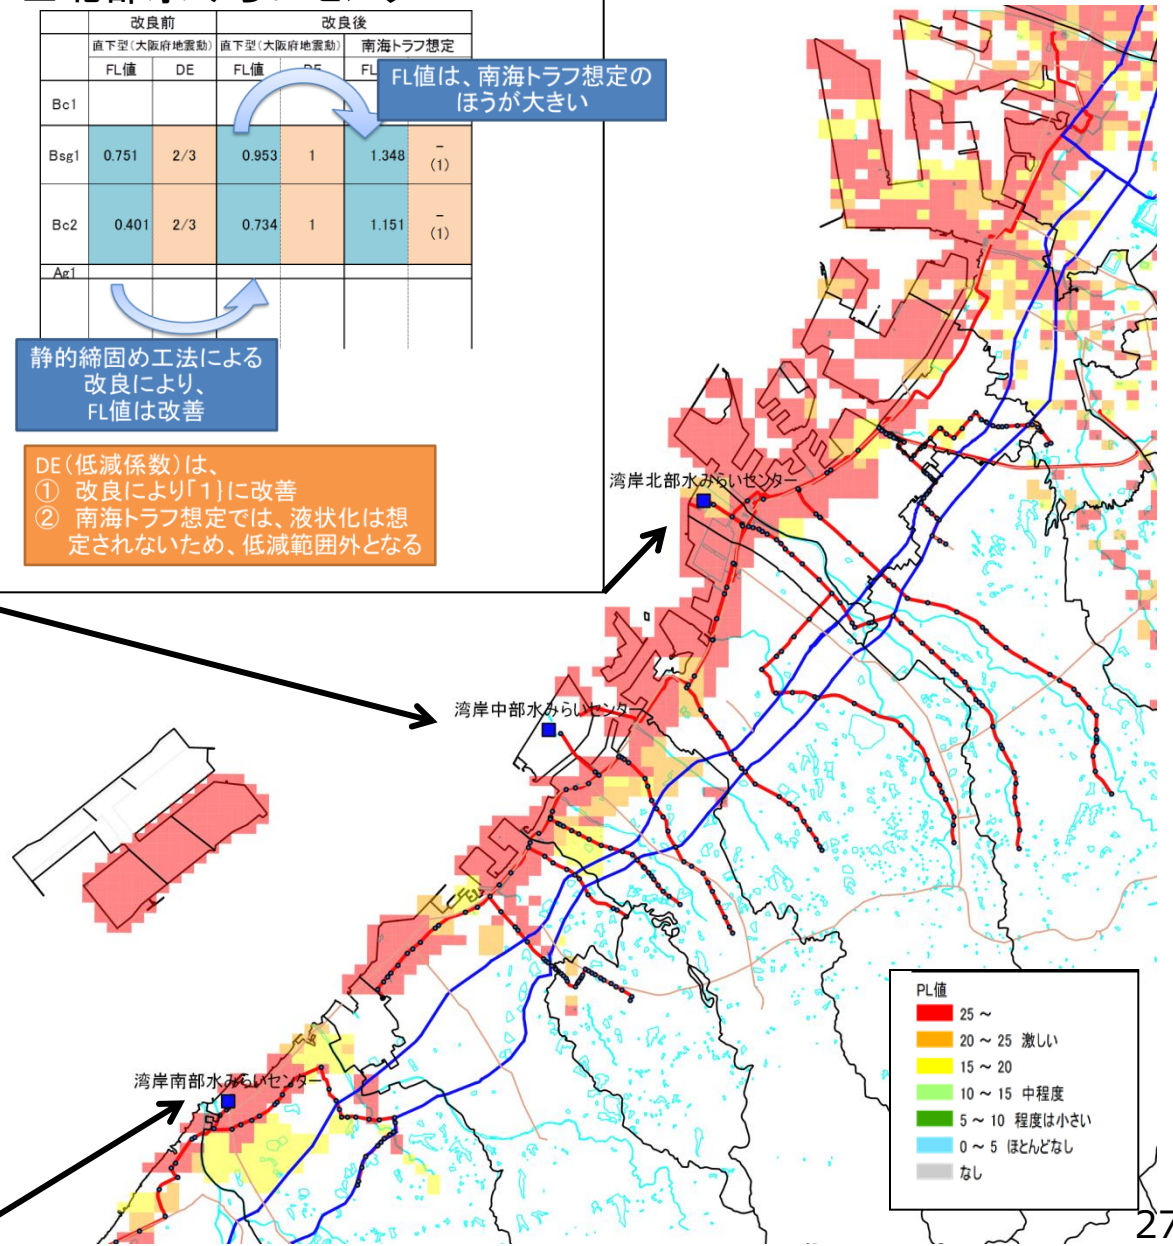 改良前 改良後
直下型(大阪府地震動) 直下型(大阪府地震動) 南海トラフ想定
FL値 DE FL値 DE FL
Bc1
Bsg1 0.751 2/3 0.953 1 1.348 － (1)
Bc2 0.401 2/3 0.734 1 1.151 － (1)
Ag1
FL値は、南海トラフ想定の
ほうが大きい
静的締固め工法による
改良により、
FL値は改善
DE(低減係数)は、
① 改良により「1}に改善
② 南海トラフ想定では、液状化は想
定されないため、低減範囲外となる
湾岸北部水みらいセンター
湾岸中部水みらいセンター
湾岸南部水みらいセンター
PL値
25 ～
20 ～ 25 激しい
15 ～ 20
10 ～ 15 中程度
5 ～ 10 程度は小さい
0 ～ 5 ほとんどなし
なし
27